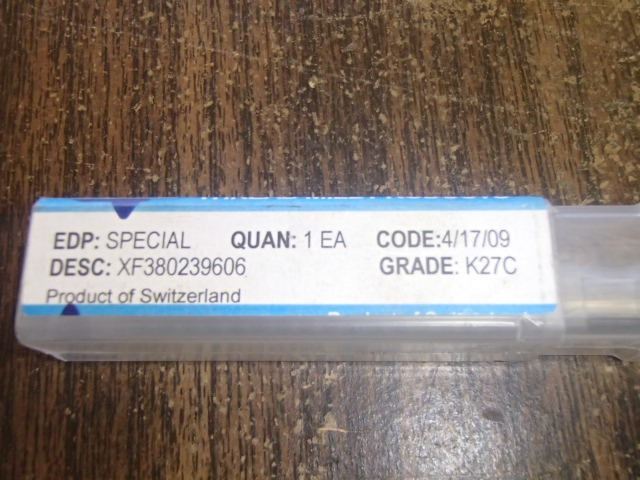 EDP: SPECIAL QUAN: 1 EA CODE:4/17/09
DESC: XF380239606 GRADE: K27C
Product of Switzerland